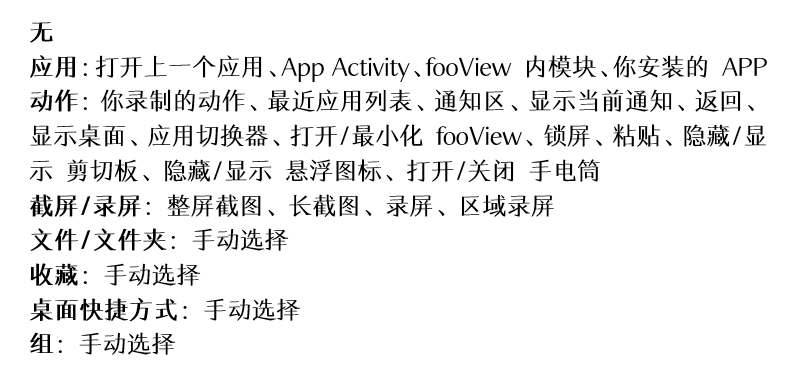 无
应用：打开上一个应用、App Activity、fooView 内模块、你安装的 APP
动作：你录制的动作、最近应用列表、通知区、显示当前通知、返回、
显示桌面、应用切换器、打开/最小化 fooView、锁屏、粘贴、隐藏/显
示 剪切板、隐藏/显示 悬浮图标、打开/关闭 手电筒
截屏/录屏：整屏截图、长截图、录屏、区域录屏
文件/文件夹：手动选择
收藏：手动选择
桌面快捷方式：手动选择
组：手动选择